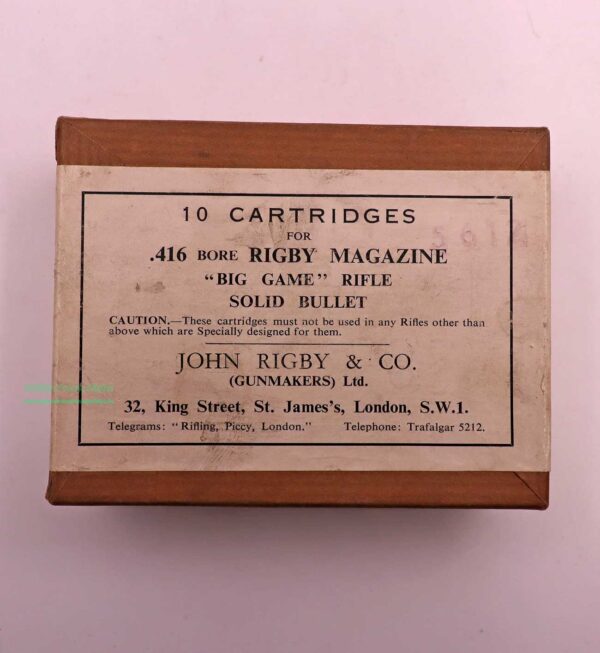 10 CARTRIDGES
FOR
.416 BORE RIGBY MAGAZINE
"BIG GAME" RIFLE
SOLID BULLET
CAUTION.—These cartridges must not be used in any Rifles other than
above which are Specially designed for them.
JOHN RIGBY & CO.
(GUNMAKERS) Ltd.
32, King Street, St. James's, London, S.W.1.
Telegrams: "Rifling, Piccy, London." Telephone: Trafalgar 5212.